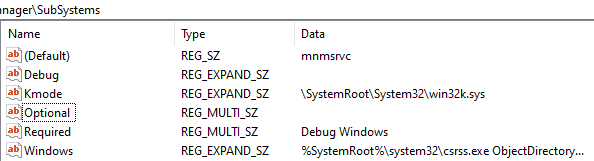 nager\SubSystems
Name Type Data
(Default) REG_SZ mnmsrvc
Debug REG_EXPAND_SZ
Kmode REG_EXPAND_SZ \SystemRoot\System32\win32k.sys
Optional REG_MULTI_SZ
Required REG_MULTI_SZ Debug Windows
Windows REG_EXPAND_SZ %SystemRoot%\system32\csrss.exe ObjectDirectory...